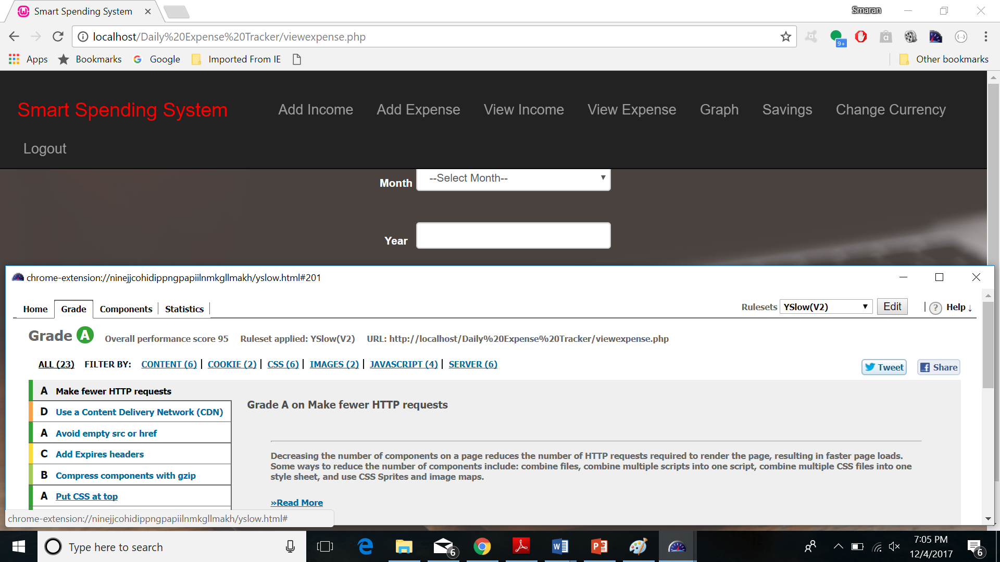 Smart Spending System
Smaran
localhost/Daily%20Expense%20Tracker/viewexpense.php
9+
Apps Bookmarks Google Imported From IE Other bookmarks
Smart Spending System Add Income Add Expense View Income View Expense Graph Savings Change Currency
Logout
Month --Select Month--
Year
chrome-extension://ninejjcohidippngpapiilnmkgllmakh/yslow.html#201
Home Grade Components Statistics Rulesets YSlow(V2) Edit ? Help ↓
Grade A Overall performance score 95 Ruleset applied: YSlow(V2) URL: http://localhost/Daily%20Expense%20Tracker/viewexpense.php
ALL (23) FILTER BY: CONTENT (6) | COOKIE (2) | CSS (6) | IMAGES (2) | JAVASCRIPT (4) | SERVER (6)
Tweet Share
A Make fewer HTTP requests
D Use a Content Delivery Network (CDN)
A Avoid empty src or href
C Add Expires headers
B Compress components with gzip
A Put CSS at top
Grade A on Make fewer HTTP requests
Decreasing the number of components on a page reduces the number of HTTP requests required to render the page, resulting in faster page loads.
Some ways to reduce the number of components include: combine files, combine multiple scripts into one script, combine multiple CSS files into one
style sheet, and use CSS Sprites and image maps.
»Read More
chrome-extension://ninejjcohidippngpapiilnmkgllmakh/yslow.html#
Type here to search
6
7:05 PM
12/4/2017
6